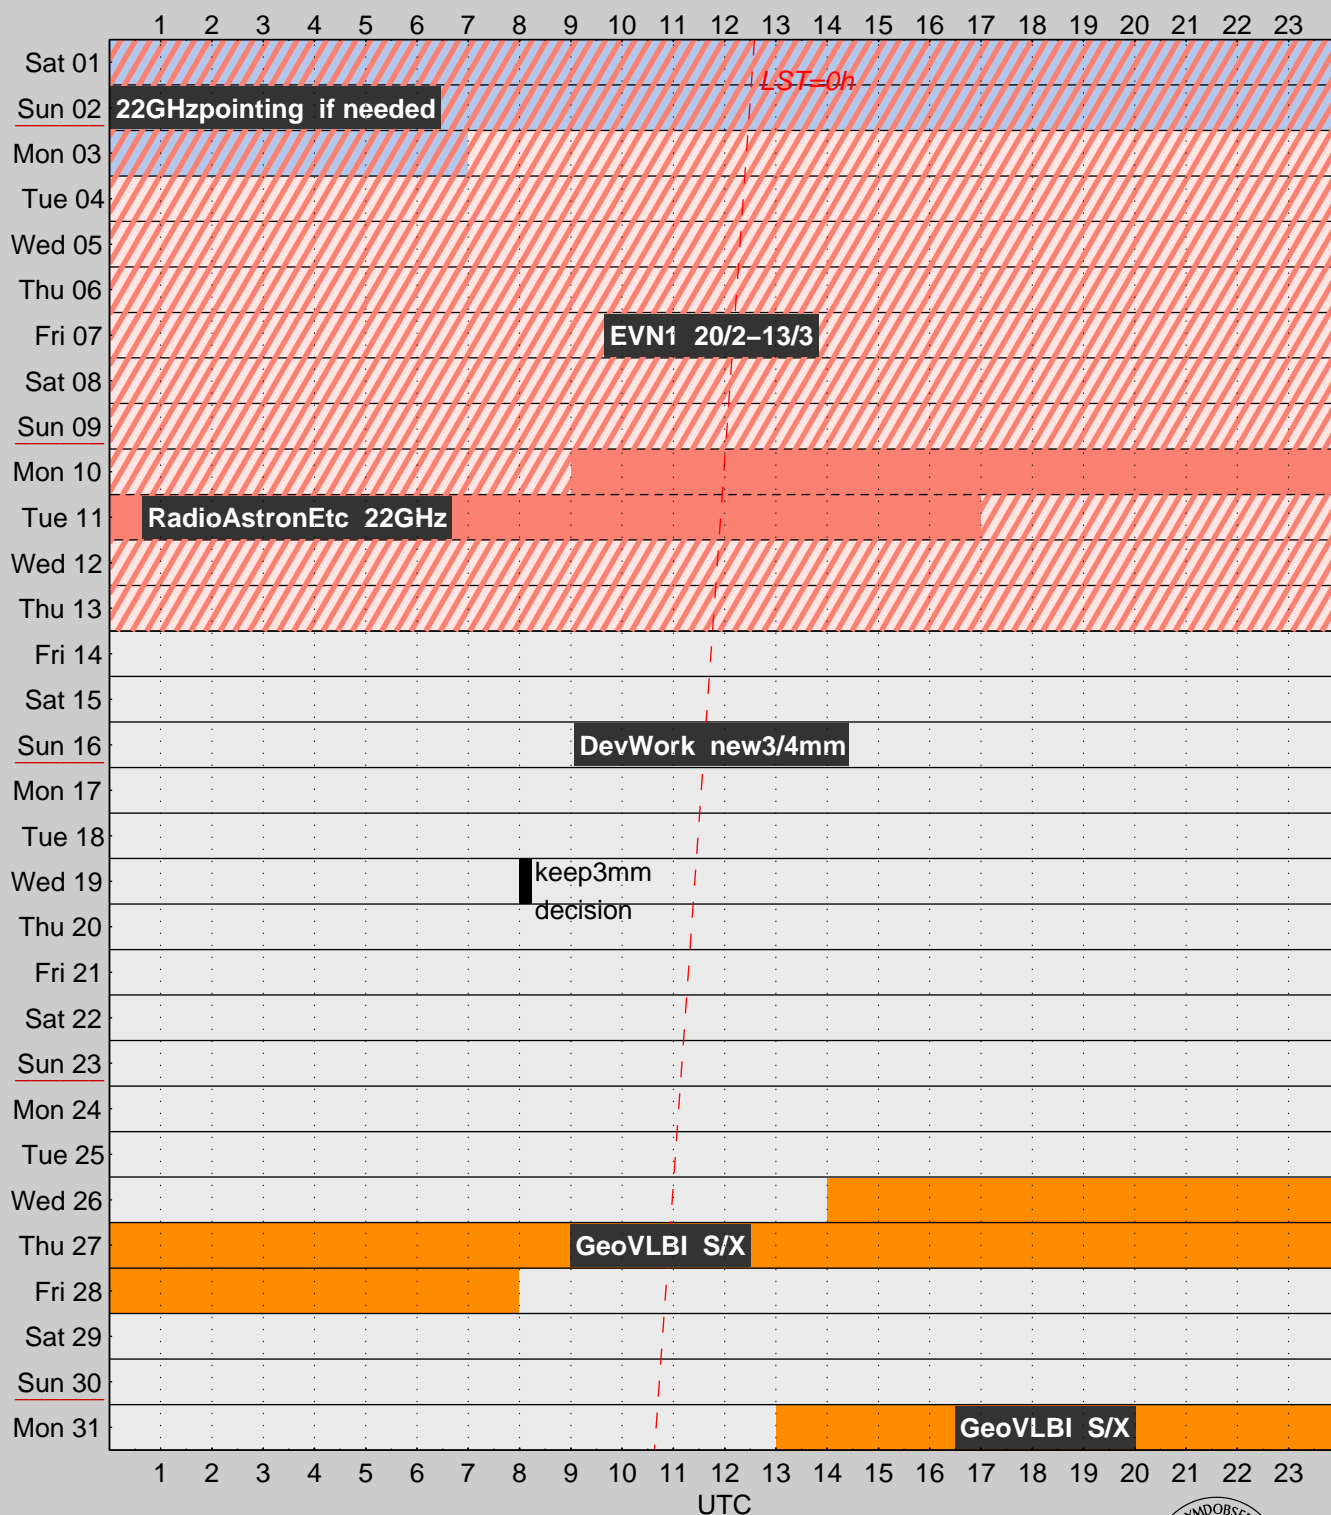 1 2 3 4 5 6 7 8 9 10 11 12 13 14 15 16 17 18 19 20 21 22 23
Sat 01
LST=0h
Sun 02 22GHzpointing if needed
Mon 03
Tue 04
Wed 05
Thu 06
Fri 07 EVN1 20/2–13/3
Sat 08
Sun 09
Mon 10
Tue 11 RadioAstronEtc 22GHz
Wed 12
Thu 13
Fri 14
Sat 15
Sun 16 DevWork new3/4mm
Mon 17
Tue 18
Wed 19 keep3mm
decision
Thu 20
Fri 21
Sat 22
Sun 23
Mon 24
Tue 25
Wed 26
Thu 27 GeoVLBI S/X
Fri 28
Sat 29
Sun 30
Mon 31 GeoVLBI S/X
1 2 3 4 5 6 7 8 9 10 11 12 13 14 15 16 17 18 19 20 21 22 23
UTC